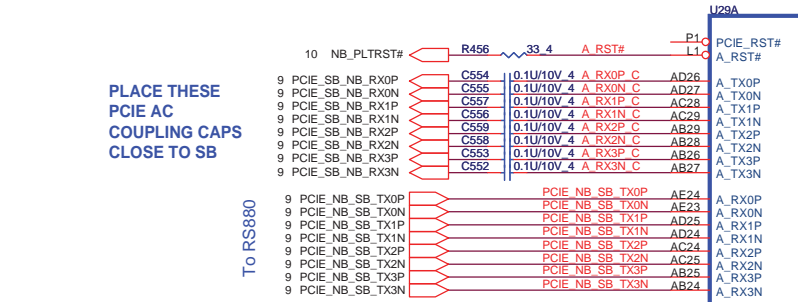 U29A
P1 PCIE_RST#
10 NB_PLTRST# R456 33_4 A_RST# L1 A_RST#
9 PCIE_SB_NB_RX0P C554 0.1U/10V_4 A_RX0P_C AD26 A_TX0P
9 PCIE_SB_NB_RX0N C555 0.1U/10V_4 A_RX0N_C AD27 A_TX0N
9 PCIE_SB_NB_RX1P C557 0.1U/10V_4 A_RX1P_C AC28 A_TX1P
9 PCIE_SB_NB_RX1N C556 0.1U/10V_4 A_RX1N_C AC29 A_TX1N
9 PCIE_SB_NB_RX2P C559 0.1U/10V_4 A_RX2P_C AB29 A_TX2P
9 PCIE_SB_NB_RX2N C558 0.1U/10V_4 A_RX2N_C AB28 A_TX2N
9 PCIE_SB_NB_RX3P C553 0.1U/10V_4 A_RX3P_C AB26 A_TX3P
9 PCIE_SB_NB_RX3N C552 0.1U/10V_4 A_RX3N_C AB27 A_TX3N
PLACE THESE
PCIE AC
COUPLING CAPS
CLOSE TO SB
9 PCIE_NB_SB_TX0P PCIE_NB_SB_TX0P AE24 A_RX0P
9 PCIE_NB_SB_TX0N PCIE_NB_SB_TX0N AE23 A_RX0N
9 PCIE_NB_SB_TX1P PCIE_NB_SB_TX1P AD25 A_RX1P
9 PCIE_NB_SB_TX1N PCIE_NB_SB_TX1N AD24 A_RX1N
9 PCIE_NB_SB_TX2P PCIE_NB_SB_TX2P AC24 A_RX2P
9 PCIE_NB_SB_TX2N PCIE_NB_SB_TX2N AC25 A_RX2N
9 PCIE_NB_SB_TX3P PCIE_NB_SB_TX3P AB25 A_RX3P
9 PCIE_NB_SB_TX3N PCIE_NB_SB_TX3N AB24 A_RX3N
To RS880